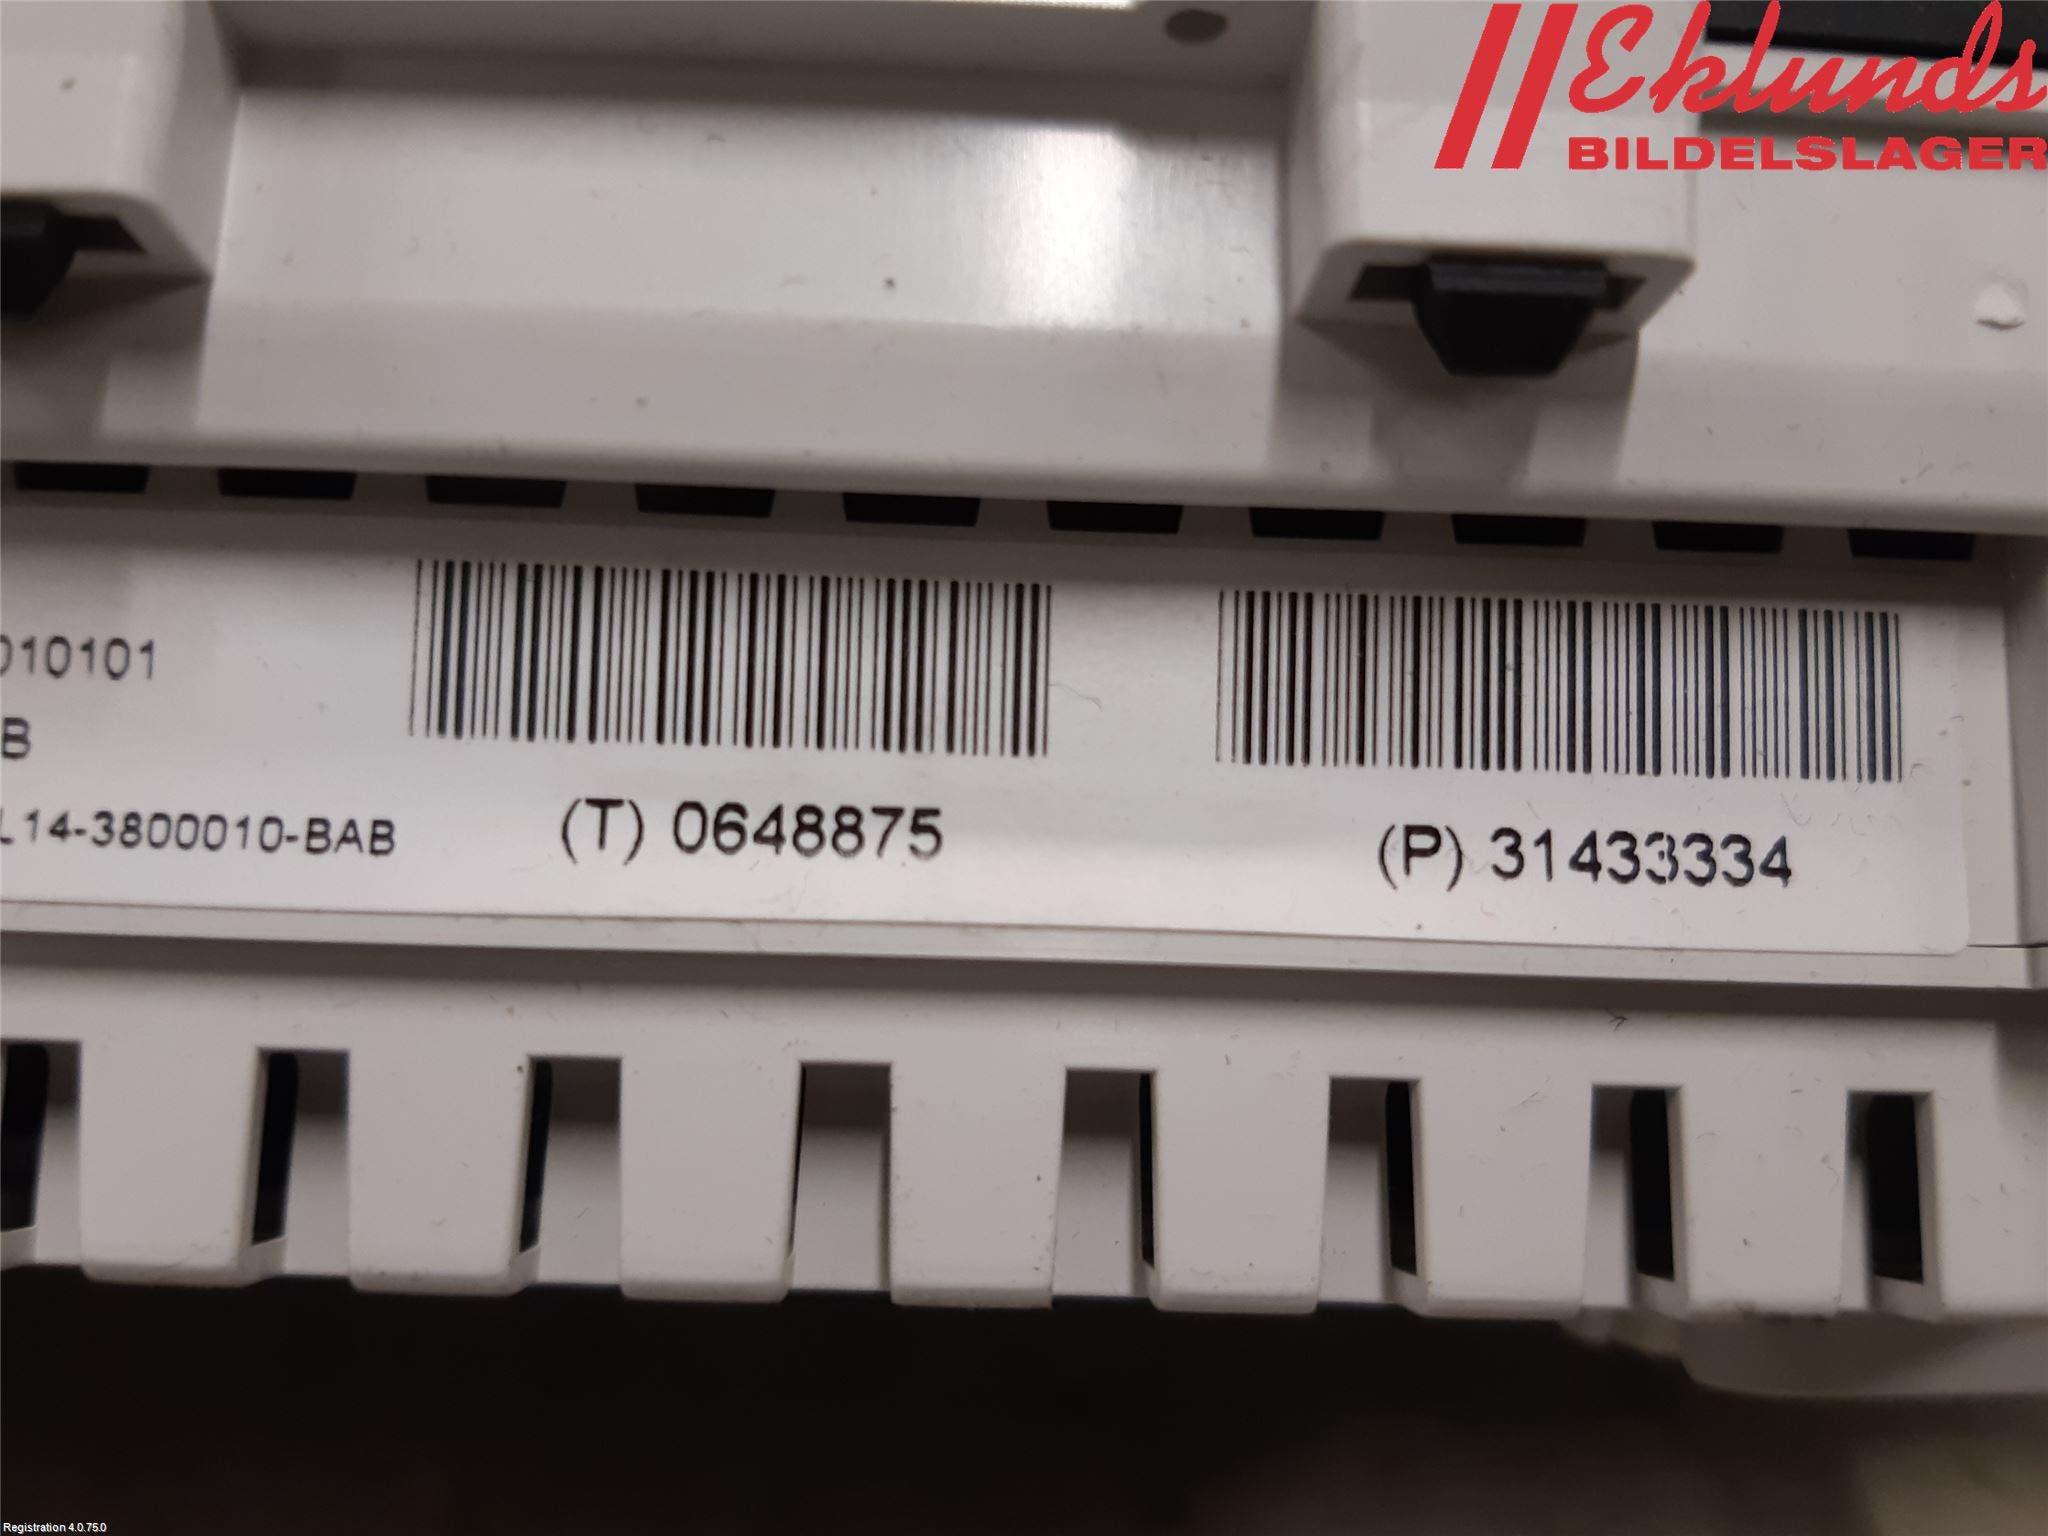 Eklunds
BILDELSLAGER
010101
B
L14-3800010-BAB
(T) 0648875
(P) 31433334
Registration 4.0.75.0